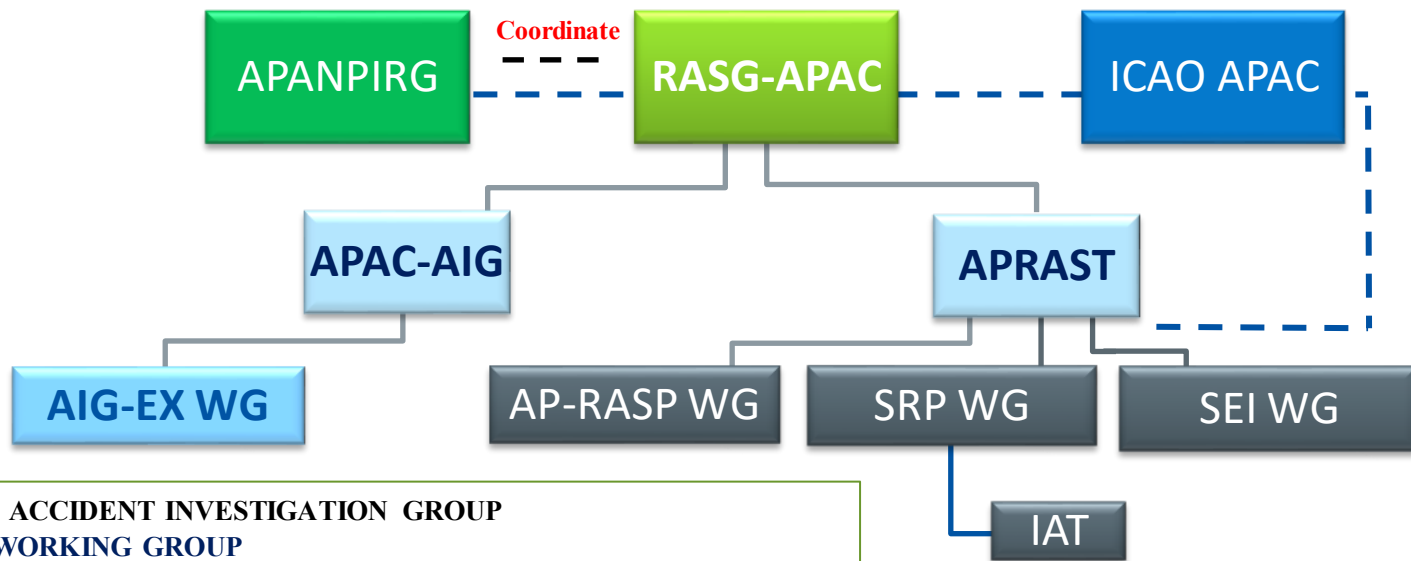 Coordinate
APANPIRG
RASG-APAC
ICAO APAC
APAC-AIG
APRAST
AIG-EX WG
AP-RASP WG
SRP WG
SEI WG
IAT
ACCIDENT INVESTIGATION GROUP
WORKING GROUP